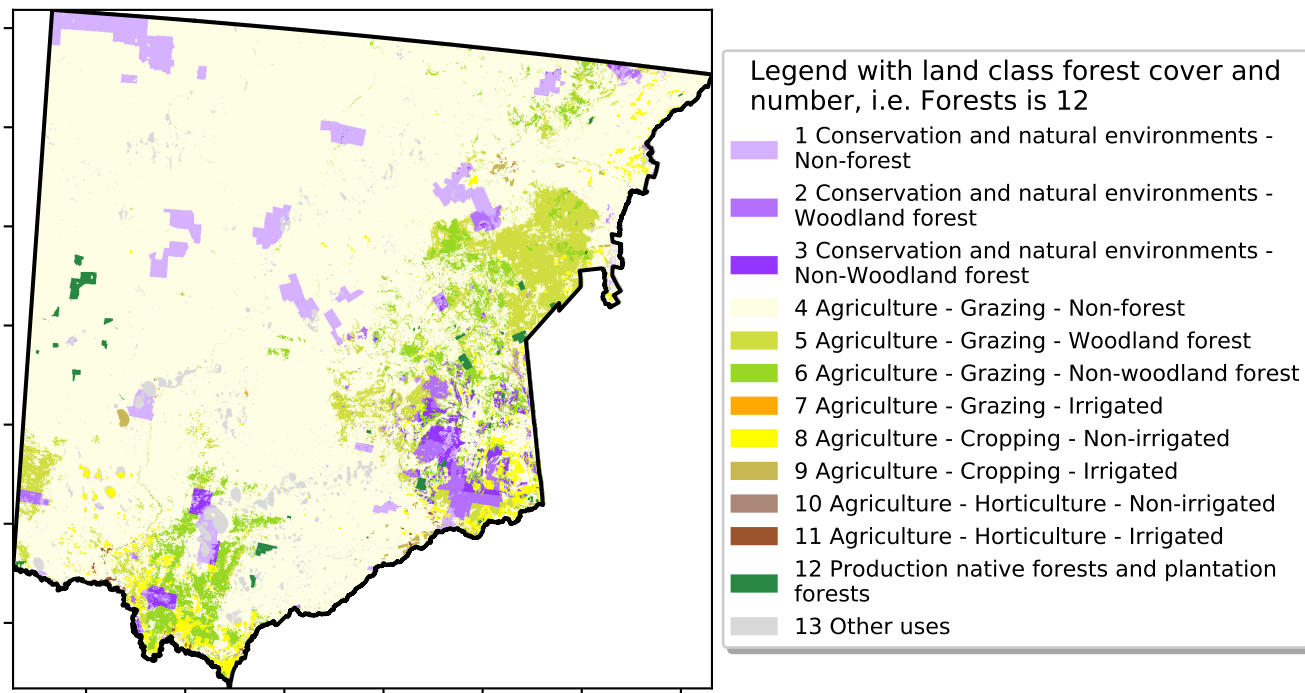 Legend with land class forest cover and
number, i.e. Forests is 12
1 Conservation and natural environments -
Non-forest
2 Conservation and natural environments -
Woodland forest
3 Conservation and natural environments -
Non-Woodland forest
4 Agriculture - Grazing - Non-forest
5 Agriculture - Grazing - Woodland forest
6 Agriculture - Grazing - Non-woodland forest
7 Agriculture - Grazing - Irrigated
8 Agriculture - Cropping - Non-irrigated
9 Agriculture - Cropping - Irrigated
10 Agriculture - Horticulture - Non-irrigated
11 Agriculture - Horticulture - Irrigated
12 Production native forests and plantation
forests
13 Other uses